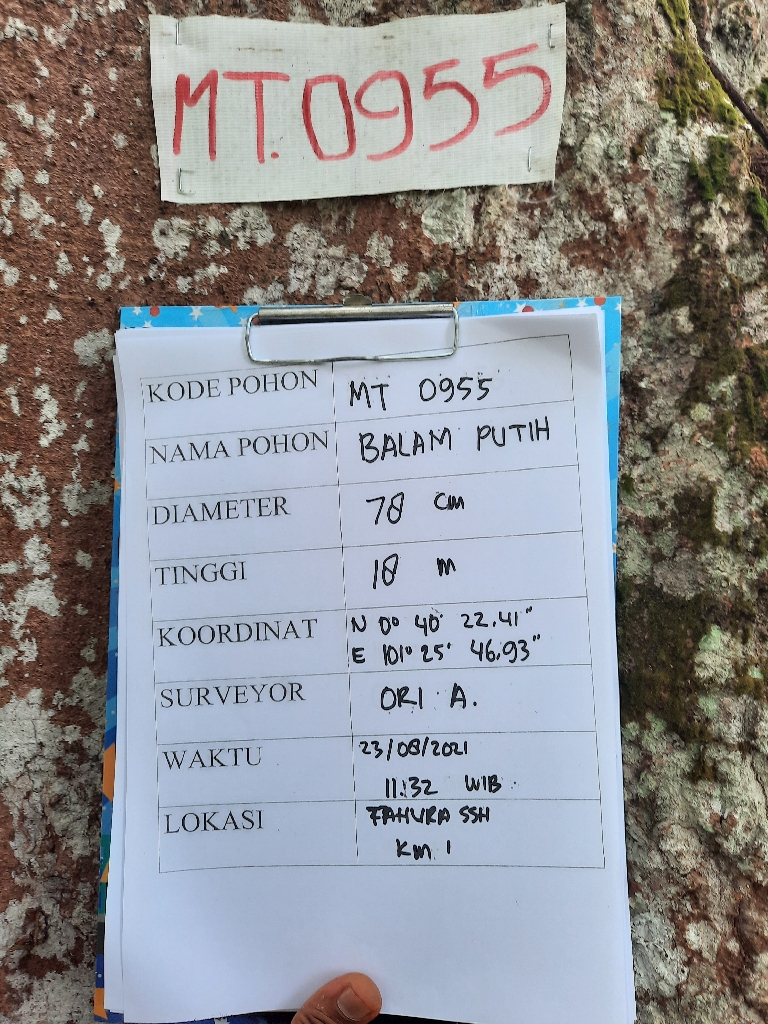 MT.0955
KODE POHON MT 0955
NAMA POHON BALAM PUTIH
DIAMETER 78 cm
TINGGI 18 m
KOORDINAT N 0° 40' 22.41"
E 101° 25' 46.93"
SURVEYOR ORI A.
WAKTU 23/08/2021
11:32 WIB
LOKASI TAHURA SSH
Km 1